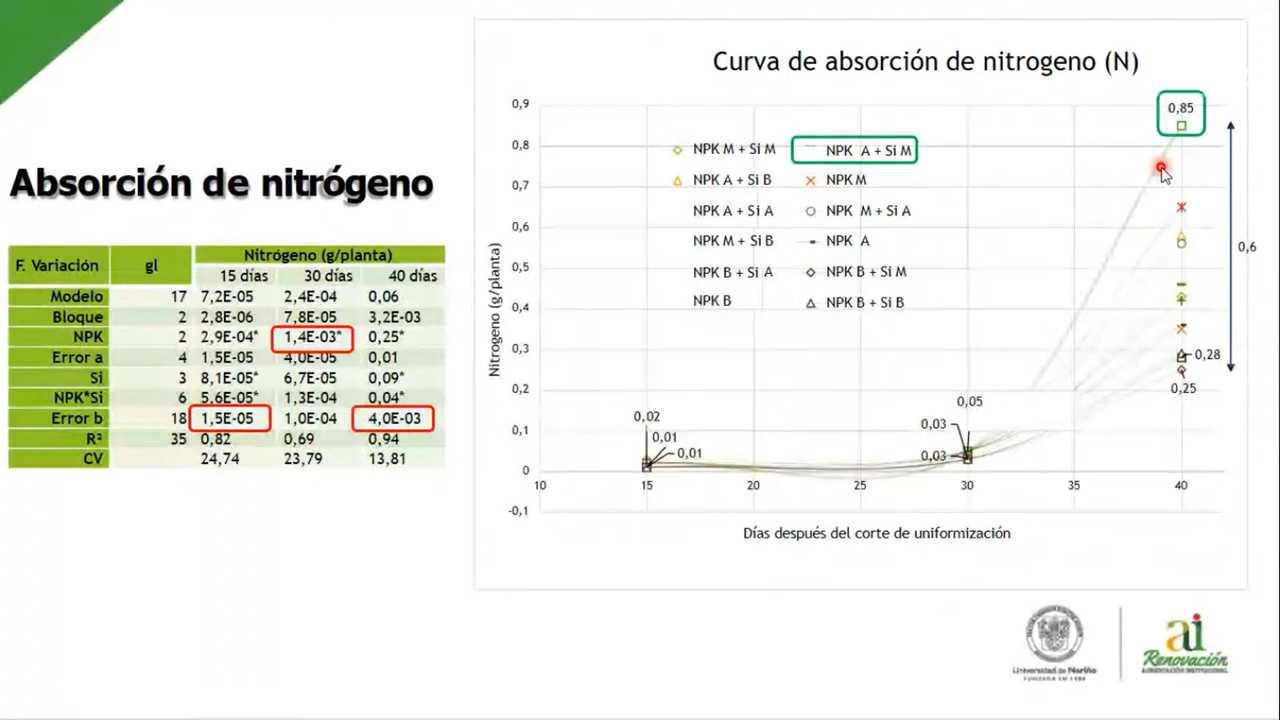 Absorción de nitrógeno
F. Variación gl Nitrógeno (g/planta)
15 días 30 días 40 días
Modelo 17 7,2E-05 2,4E-04 0,06
Bloque 2 2,8E-06 7,8E-05 3,2E-03
NPK 2 2,9E-04* 1,4E-03* 0,25*
Error a 4 1,5E-05 4,0E-05 0,01
Si 3 8,1E-05* 6,7E-05 0,09*
NPK*Si 6 5,6E-05* 1,3E-04 0,04*
Error b 18 1,5E-05 1,0E-04 4,0E-03
R² 35 0,82 0,69 0,94
CV 24,74 23,79 13,81
Curva de absorción de nitrogeno (N)
Nitrogeno (g/planta)
0,9
0,8
0,7
0,6
0,5
0,4
0,3
0,2
0,1
0
-0,1
NPK M + Si M NPK A + Si M
NPK A + Si B NPK M
NPK A + Si A NPK M + Si A
NPK M + Si B NPK A
NPK B + Si A NPK B + Si M
NPK B NPK B + Si B
0,85
0,6
0,28
0,25
0,02
0,01
0,01
0,05
0,03
0,03
10 15 20 25 30 35 40
Días después del corte de uniformización
Universidad de Nariño
FUNDADA EN 1904
ai
Renovación
ACREDITACIÓN INSTITUCIONAL